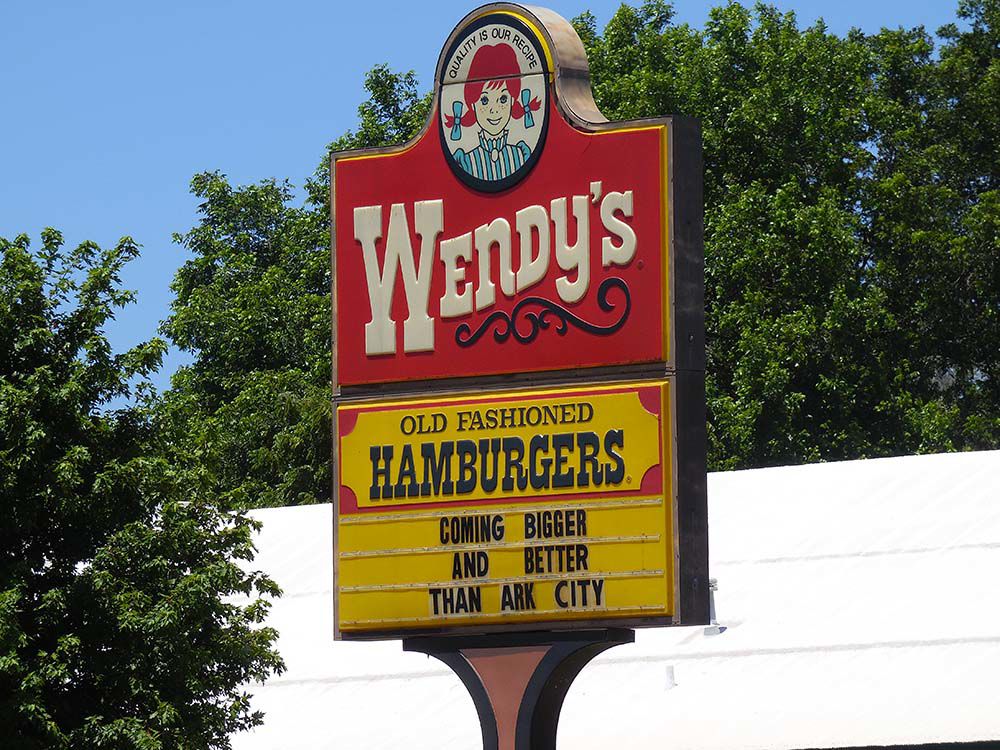 QUALITY IS OUR RECIPE
WENDY'S
OLD FASHIONED
HAMBURGERS
COMING BIGGER
AND BETTER
THAN ARK CITY